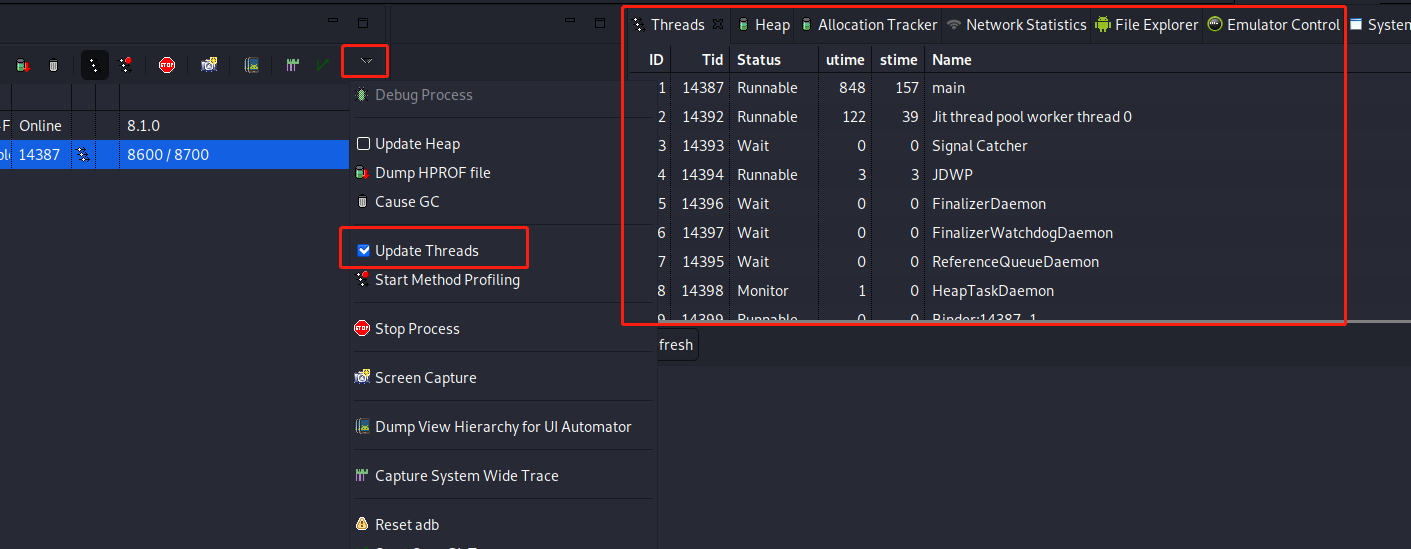 Threads Heap Allocation Tracker Network Statistics File Explorer Emulator Control System
ID Tid Status utime stime Name
1 14387 Runnable 848 157 main
2 14392 Runnable 122 39 Jit thread pool worker thread 0
3 14393 Wait 0 0 Signal Catcher
4 14394 Runnable 3 3 JDWP
5 14396 Wait 0 0 FinalizerDaemon
6 14397 Wait 0 0 FinalizerWatchdogDaemon
7 14395 Wait 0 0 ReferenceQueueDaemon
8 14398 Monitor 1 0 HeapTaskDaemon
9 14399 Runnable 0 0 Binder:14387_1
fresh
Online 8.1.0
14387 8600 / 8700
Debug Process
Update Heap
Dump HPROF file
Cause GC
Update Threads
Start Method Profiling
STOP Stop Process
Screen Capture
Dump View Hierarchy for UI Automator
Capture System Wide Trace
Reset adb